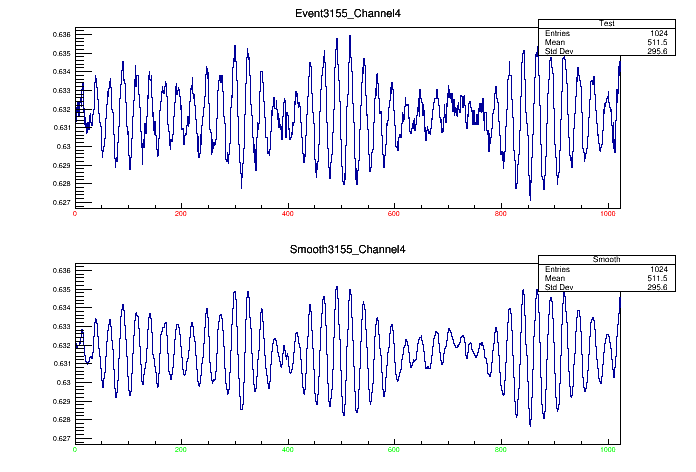 Event3155_Channel4
Test
Entries 1024
Mean 511.5
Std Dev 295.6
0.636
0.635
0.634
0.633
0.632
0.631
0.63
0.629
0.628
0.627
0 200 400 600 800 1000
Smooth3155_Channel4
Smooth
Entries 1024
Mean 511.5
Std Dev 295.6
0.636
0.635
0.634
0.633
0.632
0.631
0.63
0.629
0.628
0.627
0 200 400 600 800 1000